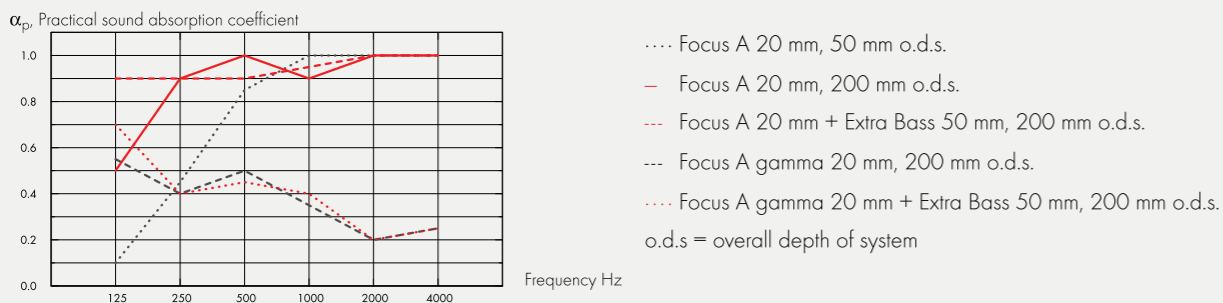 αp, Practical sound absorption coefficient
1.0
0.8
0.6
0.4
0.2
0.0
125 250 500 1000 2000 4000
Frequency Hz
···· Focus A 20 mm, 50 mm o.d.s.
— Focus A 20 mm, 200 mm o.d.s.
--- Focus A 20 mm + Extra Bass 50 mm, 200 mm o.d.s.
--- Focus A gamma 20 mm, 200 mm o.d.s.
···· Focus A gamma 20 mm + Extra Bass 50 mm, 200 mm o.d.s.
o.d.s = overall depth of system